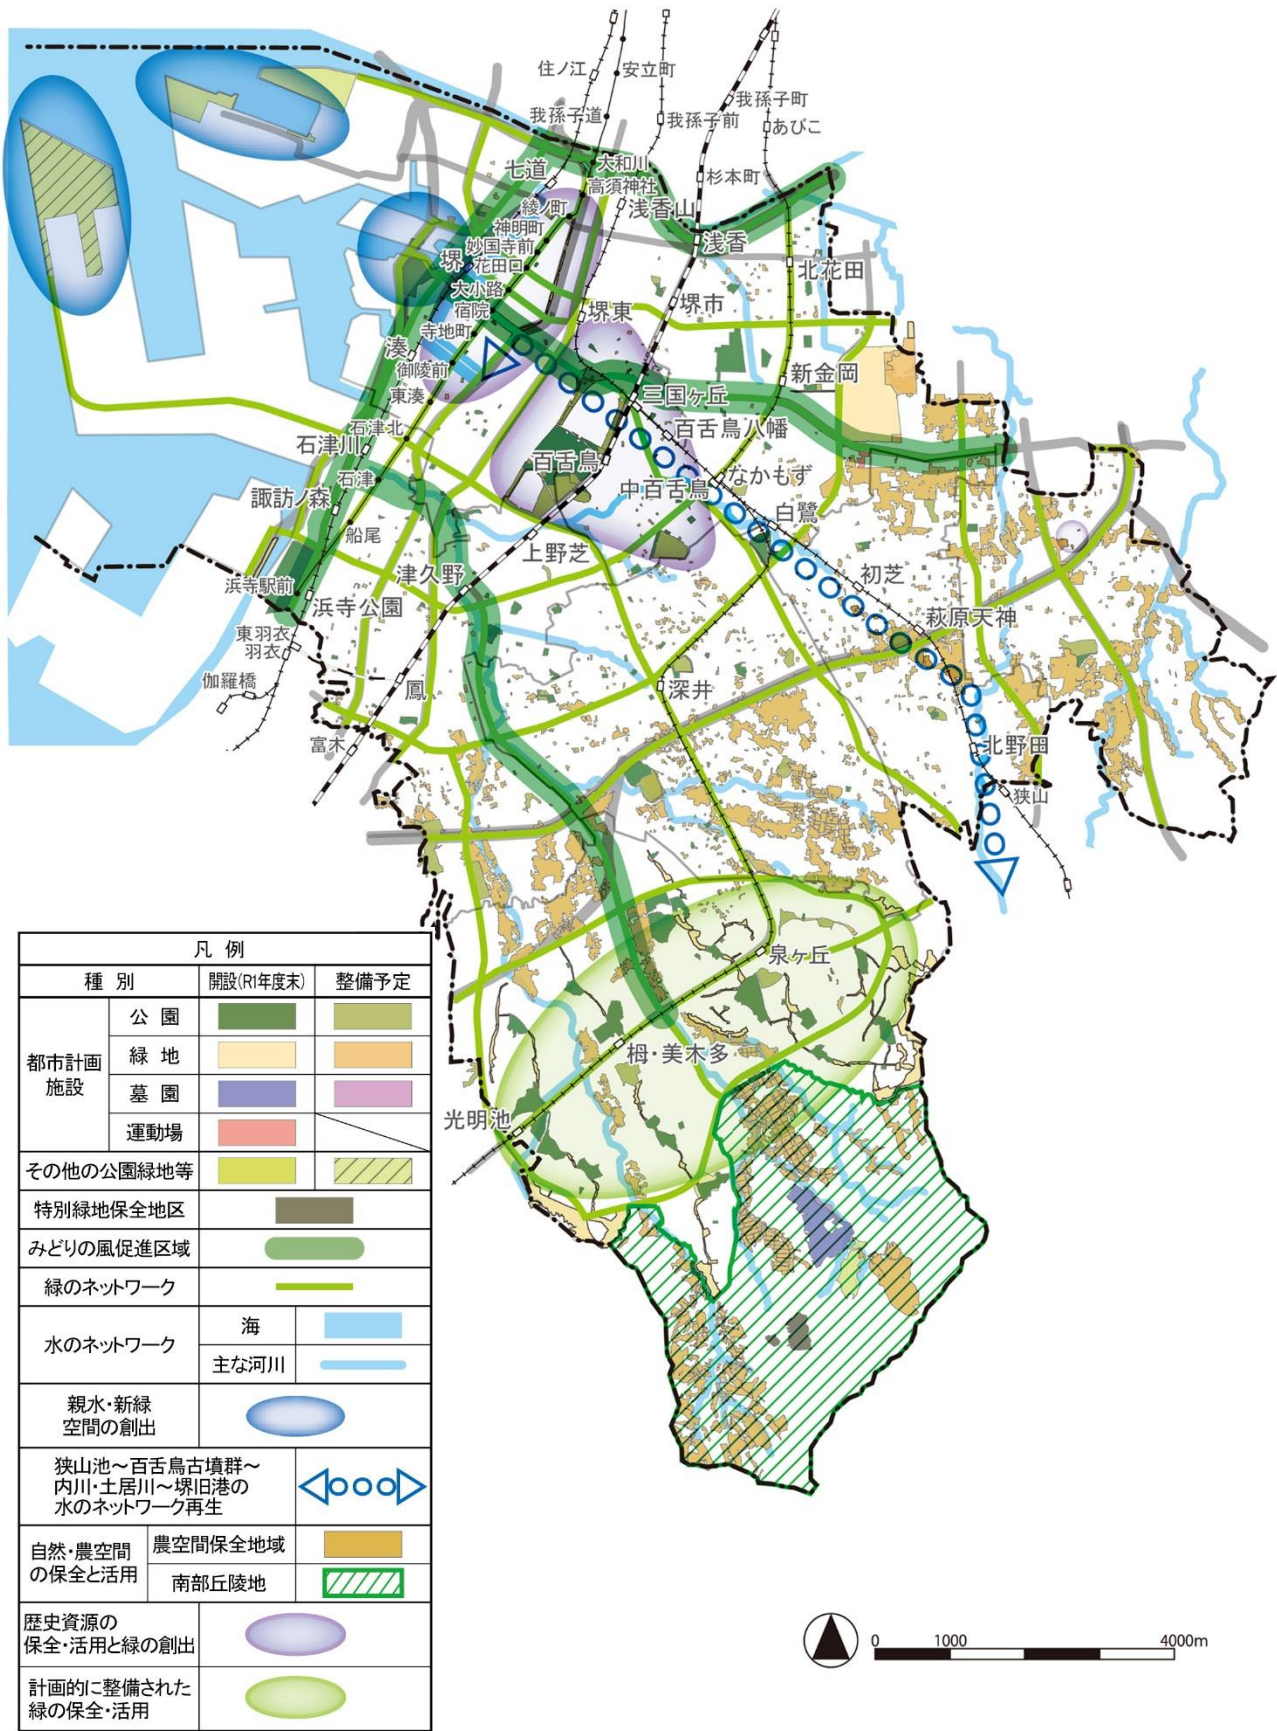 住ノ江
安立町
我孫子道
我孫子前
我孫子町
あびこ
七道
大和川
高須神社
杉本町
綾ノ町
浅香山
神明町
妙国寺前
浅香
堺
花田口
北花田
大小路
宿院
堺東
堺市
寺地町
湊
御陵前
新金岡
東湊
三国ヶ丘
石津北
百舌鳥八幡
石津川
百舌鳥
石津
なかもず
中百舌鳥
諏訪ノ森
白鷺
船尾
上野芝
津久野
初芝
浜寺駅前
浜寺公園
萩原天神
東羽衣
羽衣
伽羅橋
鳳
深井
富木
北野田
狭山
泉ヶ丘
栂・美木多
光明池
凡 例
種 別
開設(R1年度末)
整備予定
都市計画
施設
公 園
緑 地
墓 園
運動場
その他の公園緑地等
特別緑地保全地区
みどりの風促進区域
緑のネットワーク
水のネットワーク
海
主な河川
親水・新緑
空間の創出
狭山池～百舌鳥古墳群～
内川・土居川～堺旧港の
水のネットワーク再生
自然・農空間
の保全と活用
農空間保全地域
南部丘陵地
歴史資源の
保全・活用と緑の創出
計画的に整備された
緑の保全・活用
0
1000
4000m